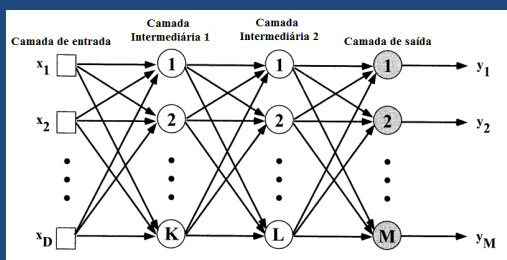 Camada de entrada
Camada
Intermediária 1
Camada
Intermediária 2
Camada de saída
x1 1 1 1 y1
x2 2 2 2 y2
xD K L M yM